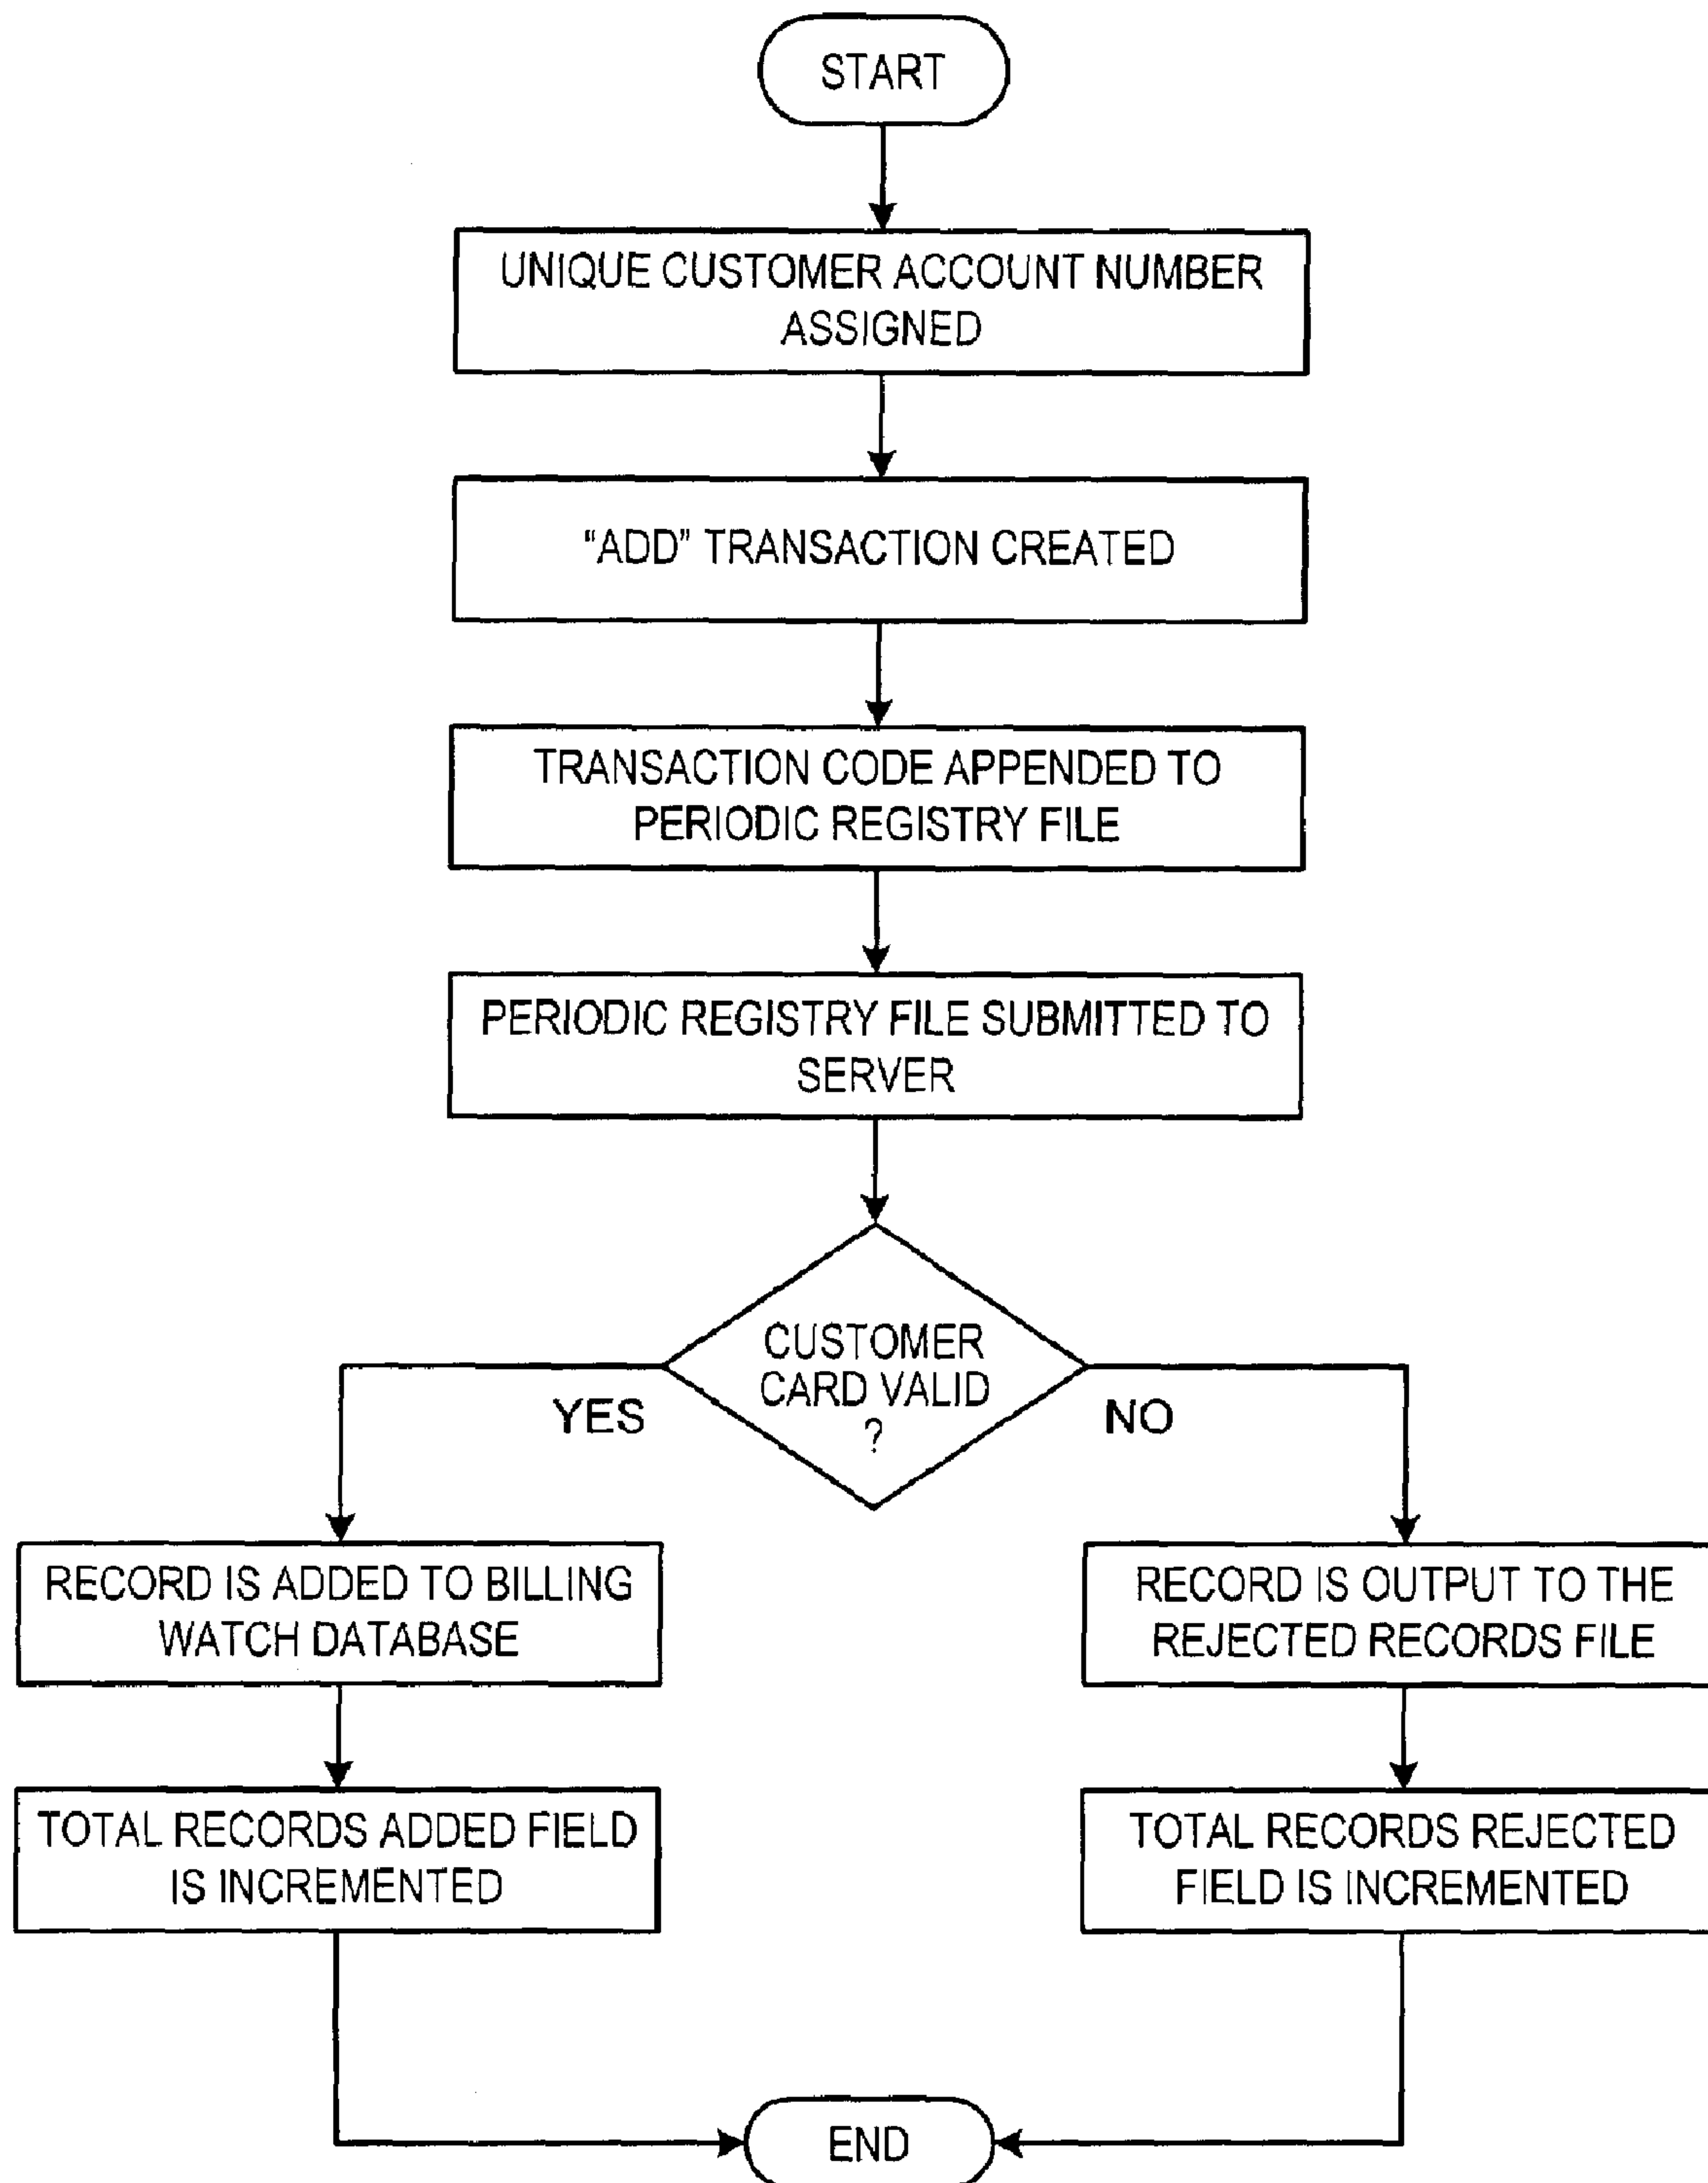 START
UNIQUE CUSTOMER ACCOUNT NUMBER
ASSIGNED
"ADD" TRANSACTION CREATED
TRANSACTION CODE APPENDED TO
PERIODIC REGISTRY FILE
PERIODIC REGISTRY FILE SUBMITTED TO
SERVER
CUSTOMER
CARD VALID
?
YES
NO
RECORD IS ADDED TO BILLING
WATCH DATABASE
RECORD IS OUTPUT TO THE
REJECTED RECORDS FILE
TOTAL RECORDS ADDED FIELD
IS INCREMENTED
TOTAL RECORDS REJECTED
FIELD IS INCREMENTED
END